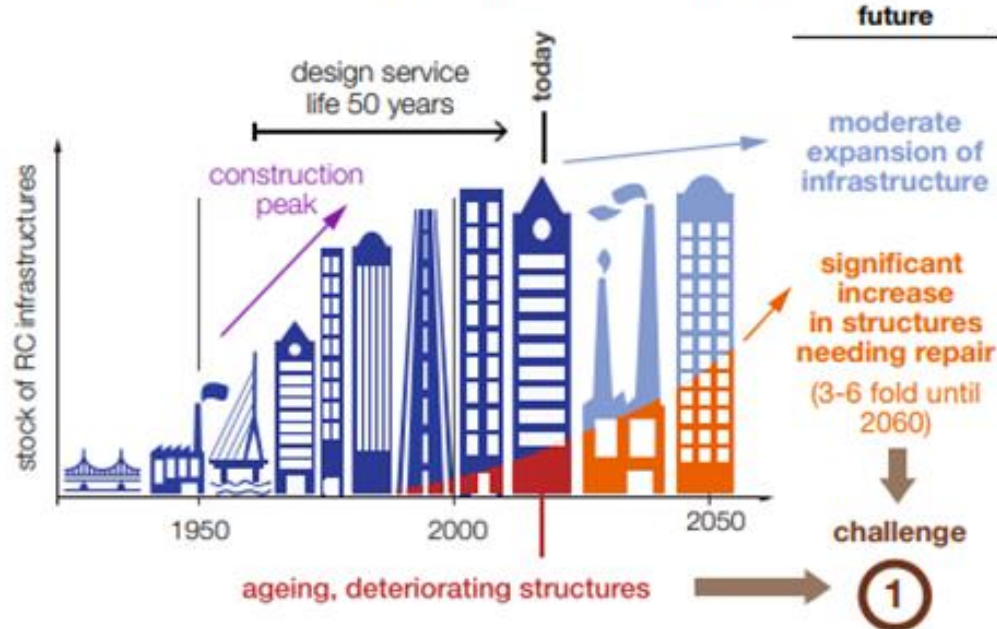 future
design service
life 50 years
today
moderate
expansion of
infrastructure
construction
peak
stock of RC infrastructures
significant
increase
in structures
needing repair
(3-6 fold until
2060)
1950
2000
2050
challenge
ageing, deteriorating structures
1